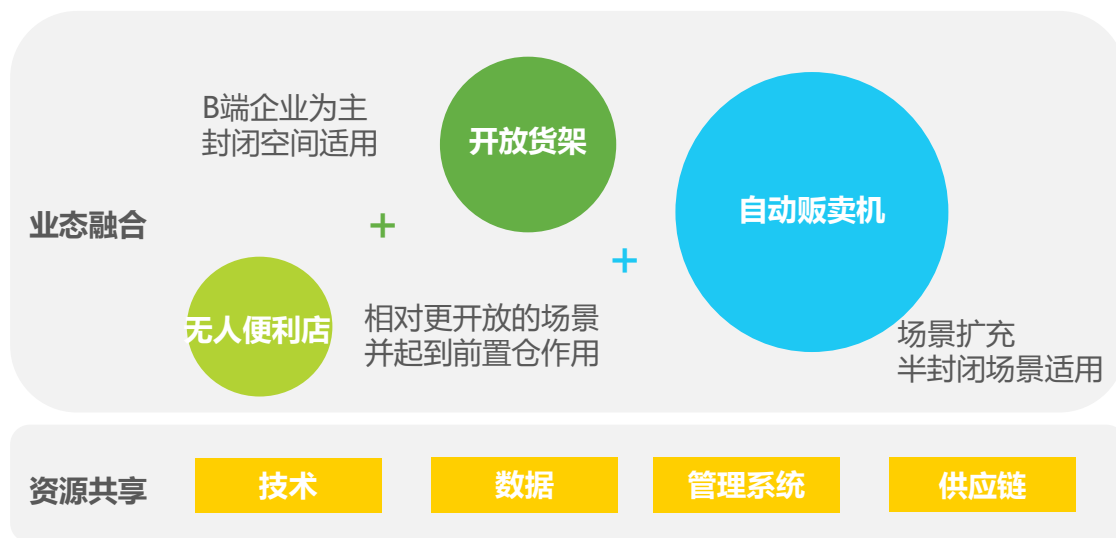 B端企业为主
封闭空间适用
开放货架
自动贩卖机
业态融合
+
+
无人便利店
相对更开放的场景
并起到前置仓作用
场景扩充
半封闭场景适用
资源共享
技术
数据
管理系统
供应链